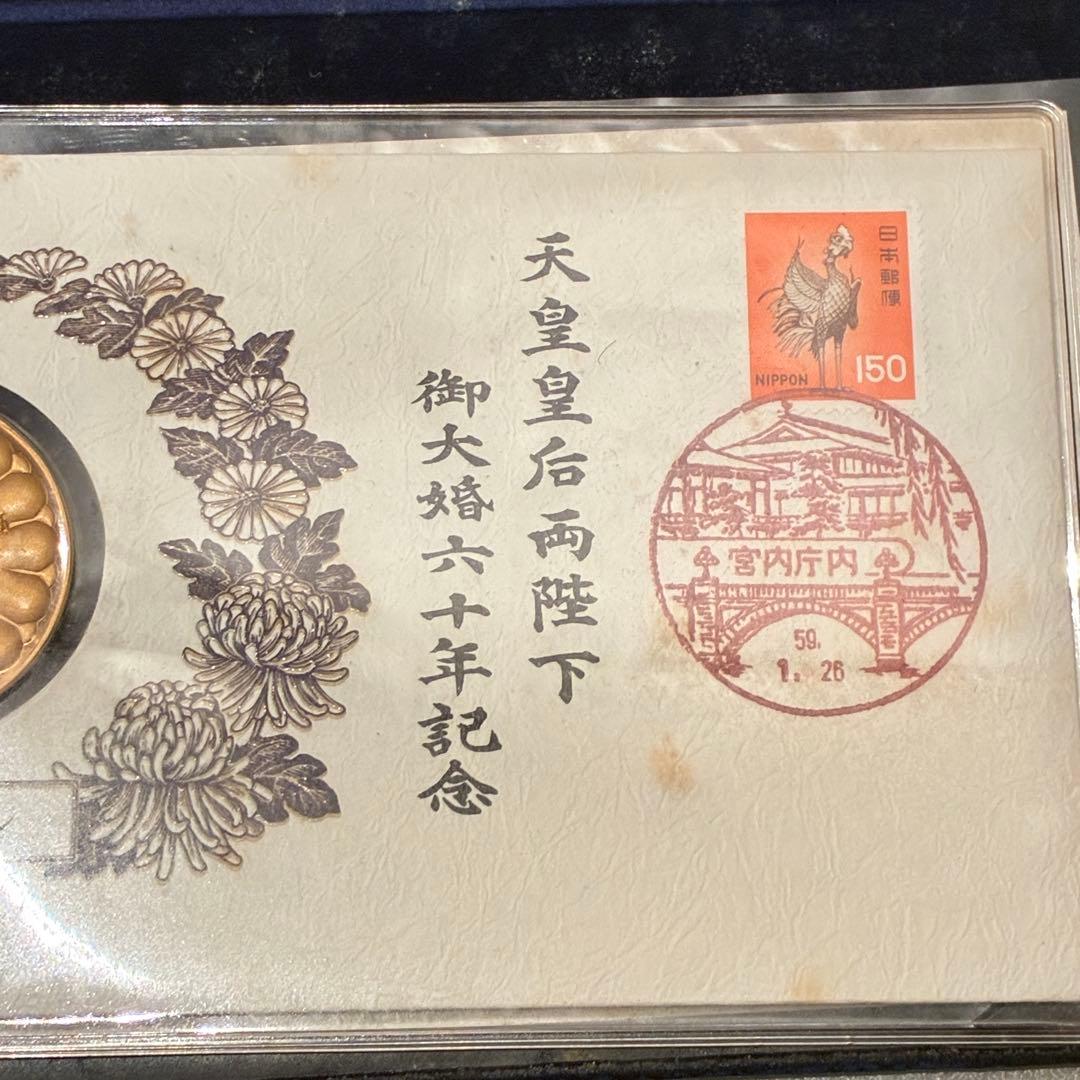 天皇皇后両陛下
御大婚六十年記念
日本郵便
NIPPON
150
宮内庁内
59.
1. 26